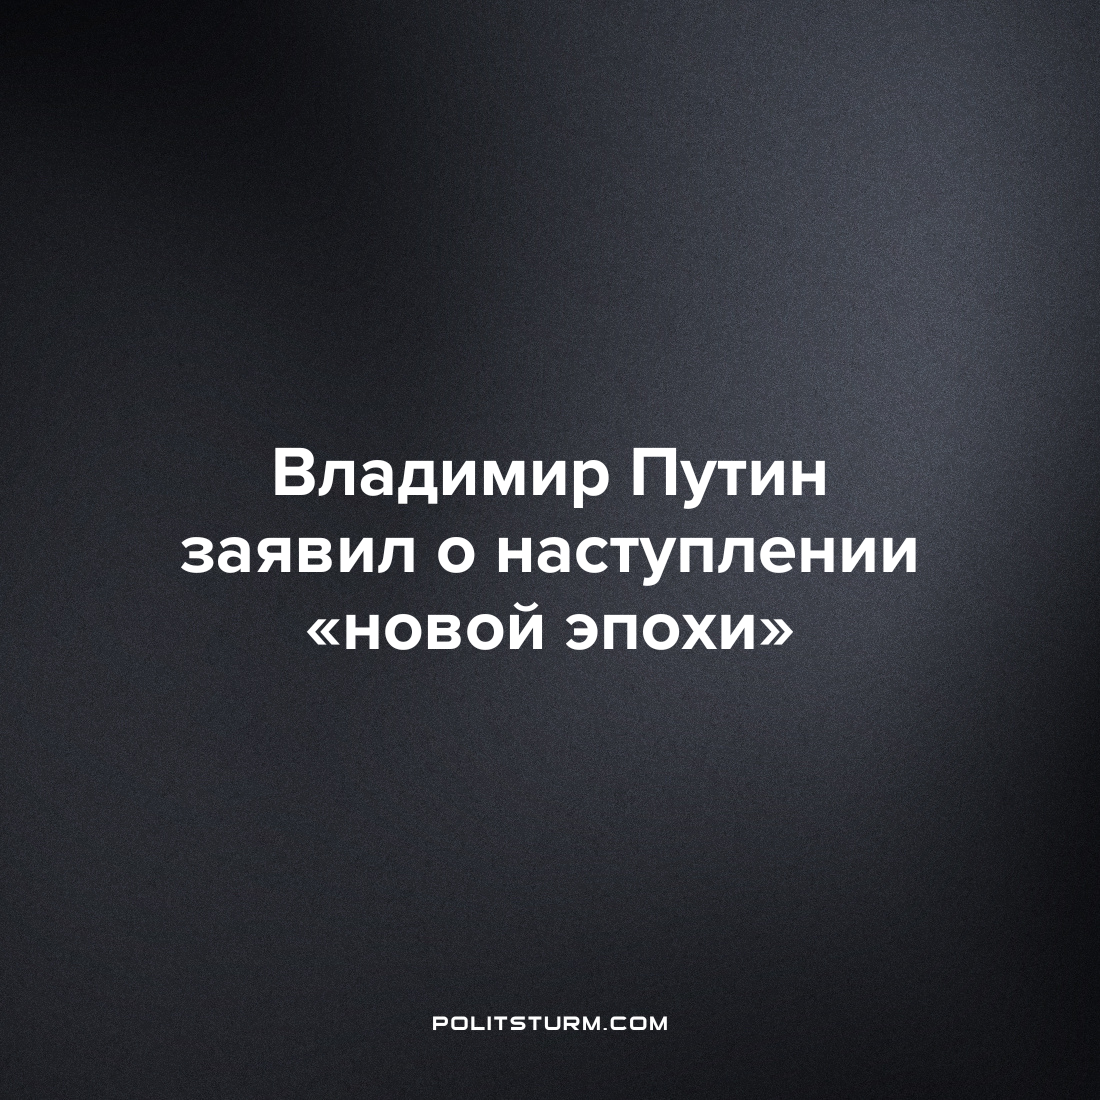 Владимир Путин
заявил о наступлении
«новой эпохи»
POLITSTURM.COM